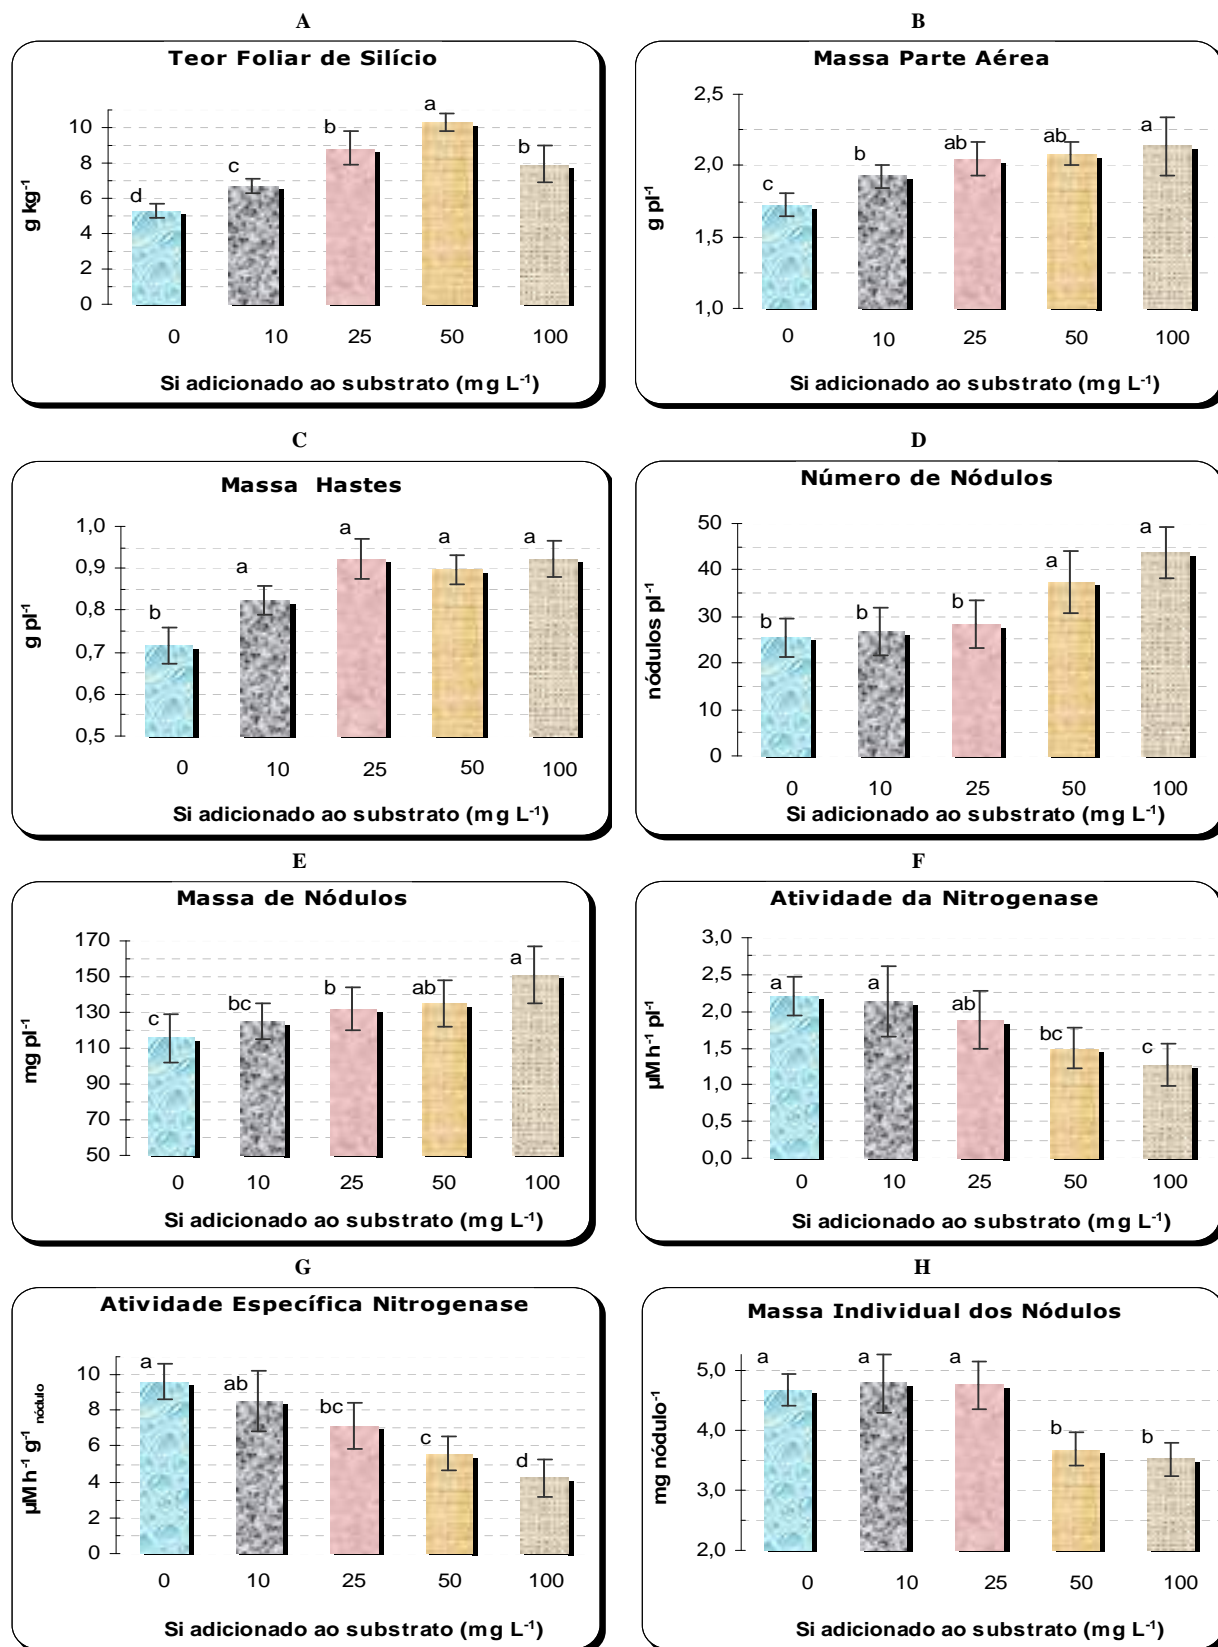 A
Teor Foliar de Silício
g kg⁻¹
10
8
6
4
2
0
d
c
b
a
b
0 10 25 50 100
Si adicionado ao substrato (mg L⁻¹)
B
Massa Parte Aérea
g pl⁻¹
2,5
2,0
1,5
1,0
c
b
ab
ab
a
0 10 25 50 100
Si adicionado ao substrato (mg L⁻¹)
C
Massa Hastes
g pl⁻¹
1,0
0,9
0,8
0,7
0,6
0,5
b
a
a
a
a
0 10 25 50 100
Si adicionado ao substrato (mg L⁻¹)
D
Número de Nódulos
nódulos pl⁻¹
50
40
30
20
10
0
b
b
b
a
a
0 10 25 50 100
Si adicionado ao substrato (mg L⁻¹)
E
Massa de Nódulos
mg pl⁻¹
170
150
130
110
90
70
50
c
bc
b
ab
a
0 10 25 50 100
Si adicionado ao substrato (mg L⁻¹)
F
Atividade da Nitrogenase
µM h⁻¹ pl⁻¹
3,0
2,5
2,0
1,5
1,0
0,5
0,0
a
a
ab
bc
c
0 10 25 50 100
Si adicionado ao substrato (mg L⁻¹)
G
Atividade Específica Nitrogenase
µM h⁻¹ g⁻¹ nódulo
10
8
6
4
2
0
a
ab
bc
c
d
0 10 25 50 100
Si adicionado ao substrato (mg L⁻¹)
H
Massa Individual dos Nódulos
mg nódulo⁻¹
5,0
4,0
3,0
2,0
a
a
a
b
b
0 10 25 50 100
Si adicionado ao substrato (mg L⁻¹)